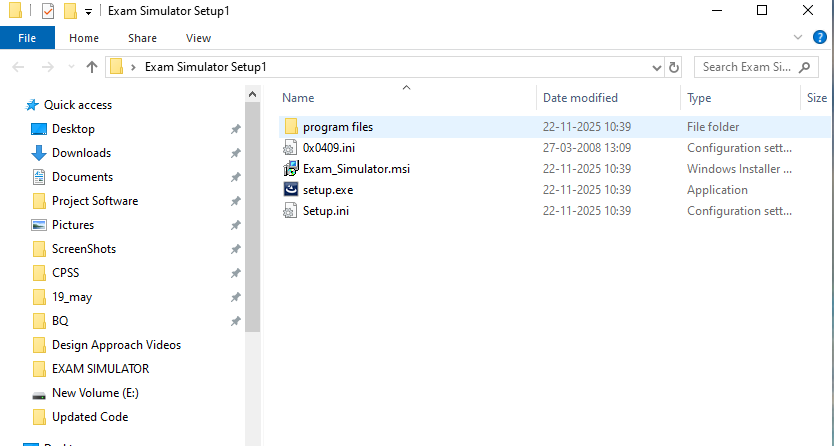 Exam Simulator Setup1
File Home Share View
Exam Simulator Setup1 Search Exam Si...
Name Date modified Type Size
Quick access
Desktop
Downloads
Documents
Project Software
Pictures
ScreenShots
CPSS
19_may
BQ
Design Approach Videos
EXAM SIMULATOR
New Volume (E:)
Updated Code
program files 22-11-2025 10:39 File folder
0x0409.ini 27-03-2008 13:09 Configuration sett...
Exam_Simulator.msi 22-11-2025 10:39 Windows Installer ...
setup.exe 22-11-2025 10:39 Application
Setup.ini 22-11-2025 10:39 Configuration sett...